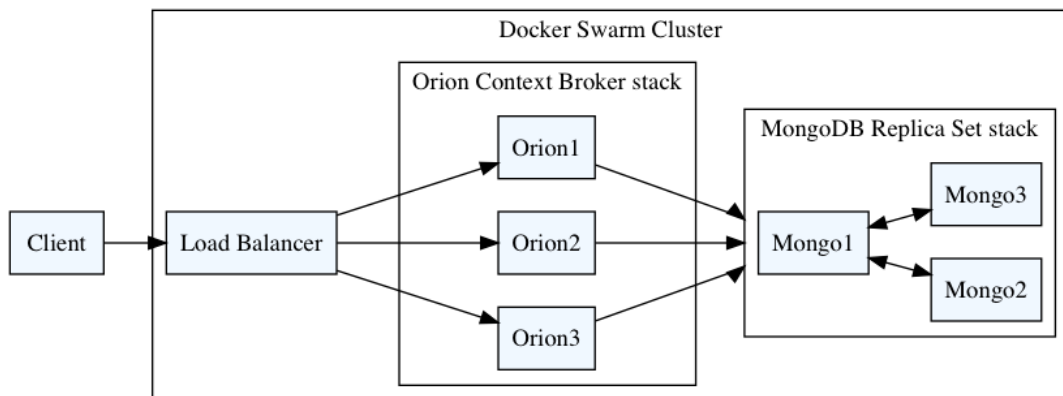 Docker Swarm Cluster
Orion Context Broker stack
MongoDB Replica Set stack
Client
Load Balancer
Orion1
Orion2
Orion3
Mongo1
Mongo3
Mongo2